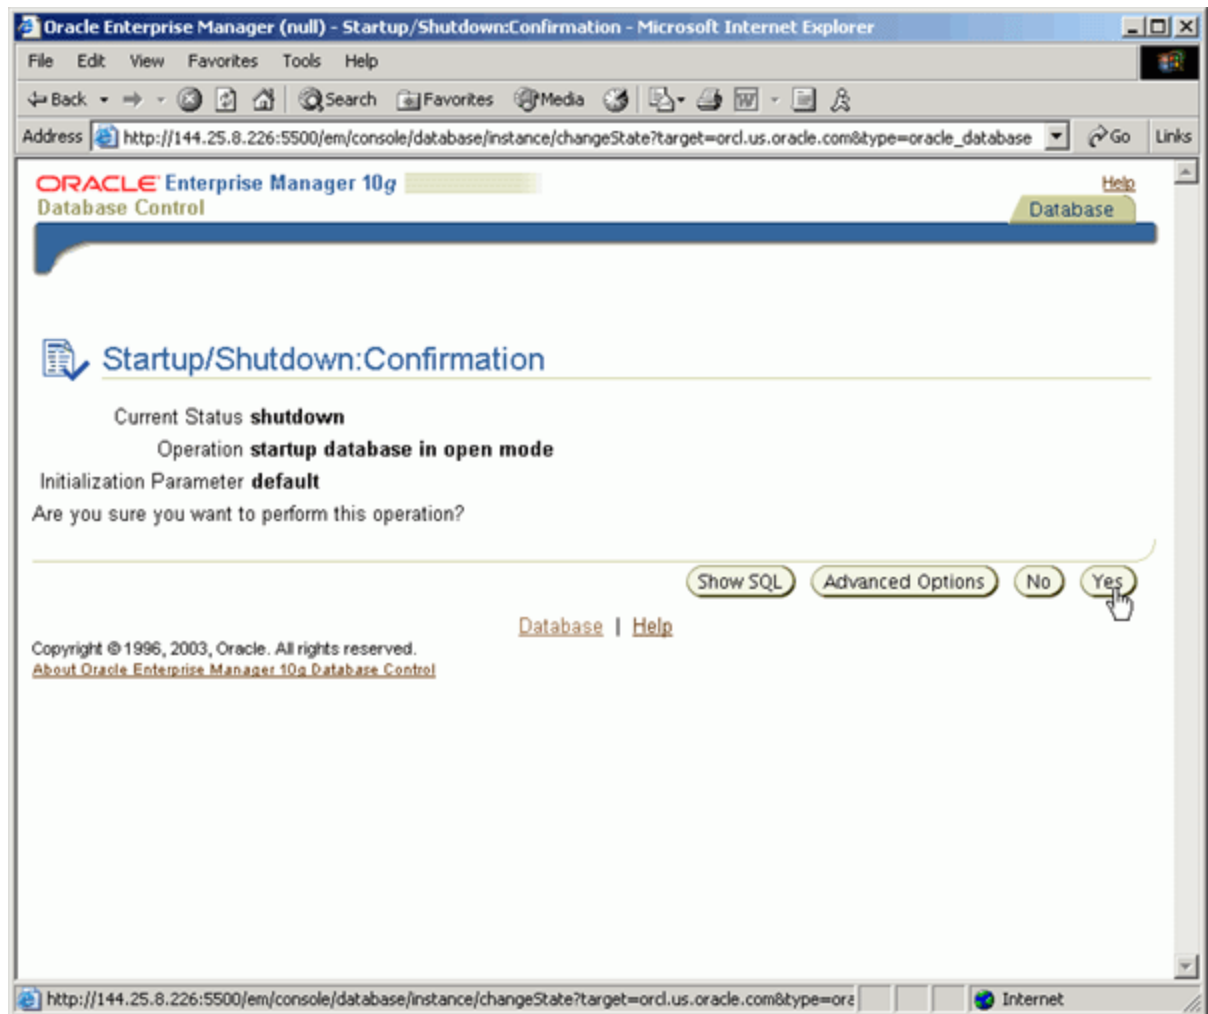 Oracle Enterprise Manager (null) - Startup/Shutdown:Confirmation - Microsoft Internet Explorer
File Edit View Favorites Tools Help
Back Search Favorites Media
Address http://144.25.8.226:5500/em/console/database/instance/changeState?target=orcl.us.oracle.com&type=oracle_database Go Links
ORACLE Enterprise Manager 10g Help
Database Control Database
Startup/Shutdown:Confirmation
Current Status shutdown
Operation startup database in open mode
Initialization Parameter default
Are you sure you want to perform this operation?
Show SQL Advanced Options No Yes
Database | Help
Copyright © 1996, 2003, Oracle. All rights reserved.
About Oracle Enterprise Manager 10g Database Control
http://144.25.8.226:5500/em/console/database/instance/changeState?target=orcl.us.oracle.com&type=ora Internet